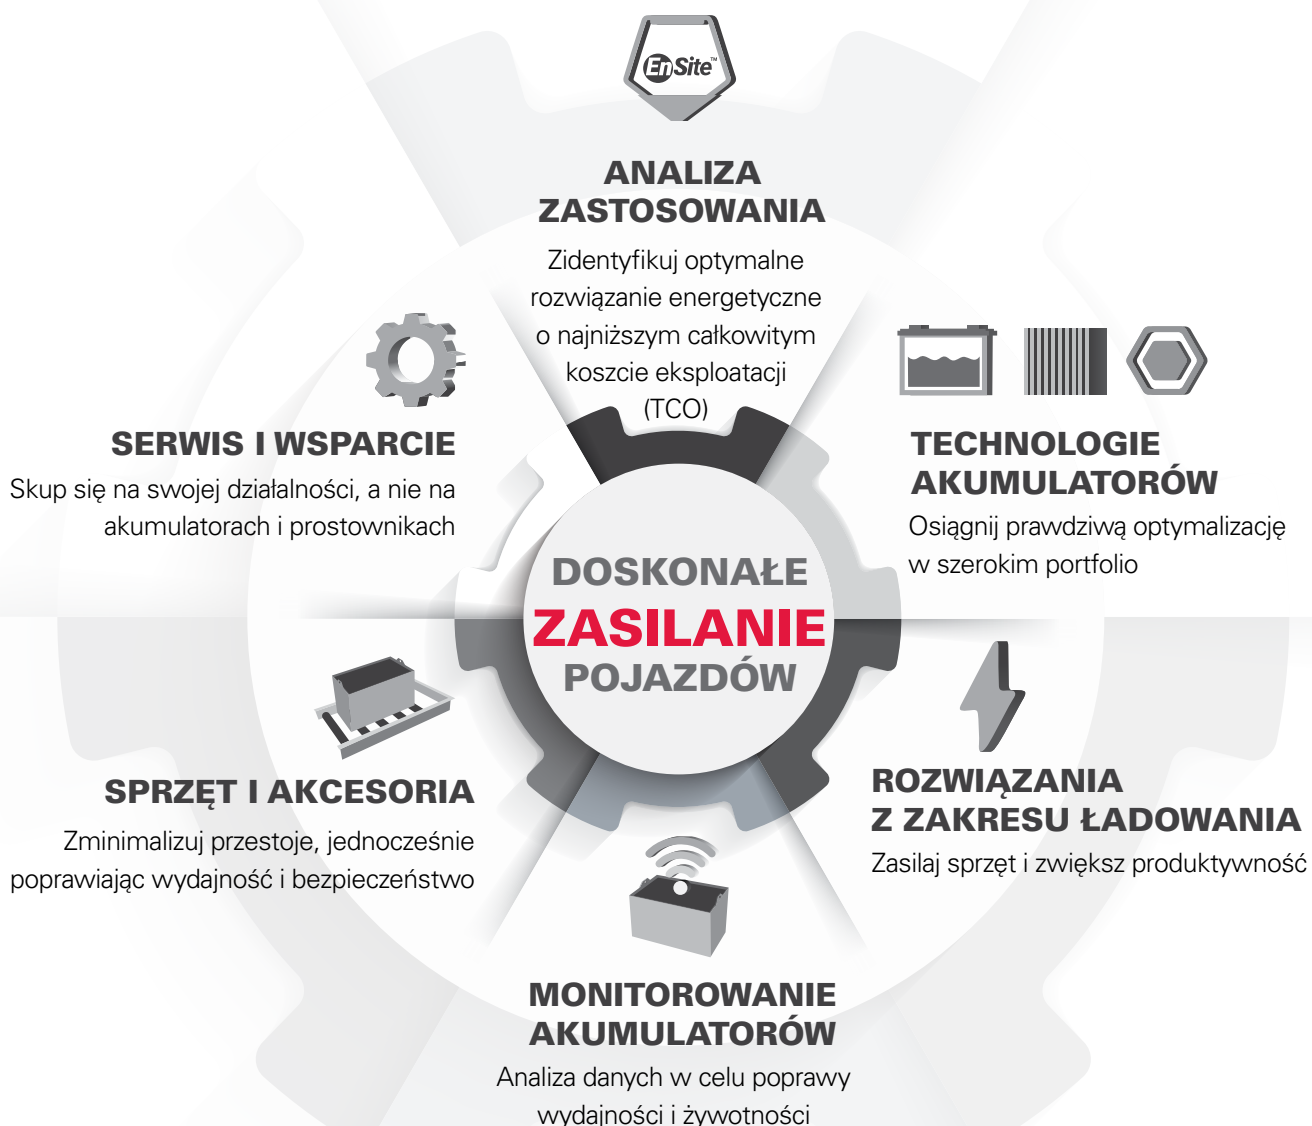 EnSite™
ANALIZA
ZASTOSOWANIA
Zidentyfikuj optymalne
rozwiązanie energetyczne
o najniższym całkowitym
koszcie eksploatacji
(TCO)
TECHNOLOGIE
AKUMULATORÓW
Osiągnij prawdziwą optymalizację
w szerokim portfolio
SERWIS I WSPARCIE
Skup się na swojej działalności, a nie na
akumulatorach i prostownikach
DOSKONAŁE
ZASILANIE
POJAZDÓW
ROZWIĄZANIA
Z ZAKRESU ŁADOWANIA
Zasilaj sprzęt i zwiększ produktywność
SPRZĘT I AKCESORIA
Zminimalizuj przestoje, jednocześnie
poprawiając wydajność i bezpieczeństwo
MONITOROWANIE
AKUMULATORÓW
Analiza danych w celu poprawy
wydajności i żywotności